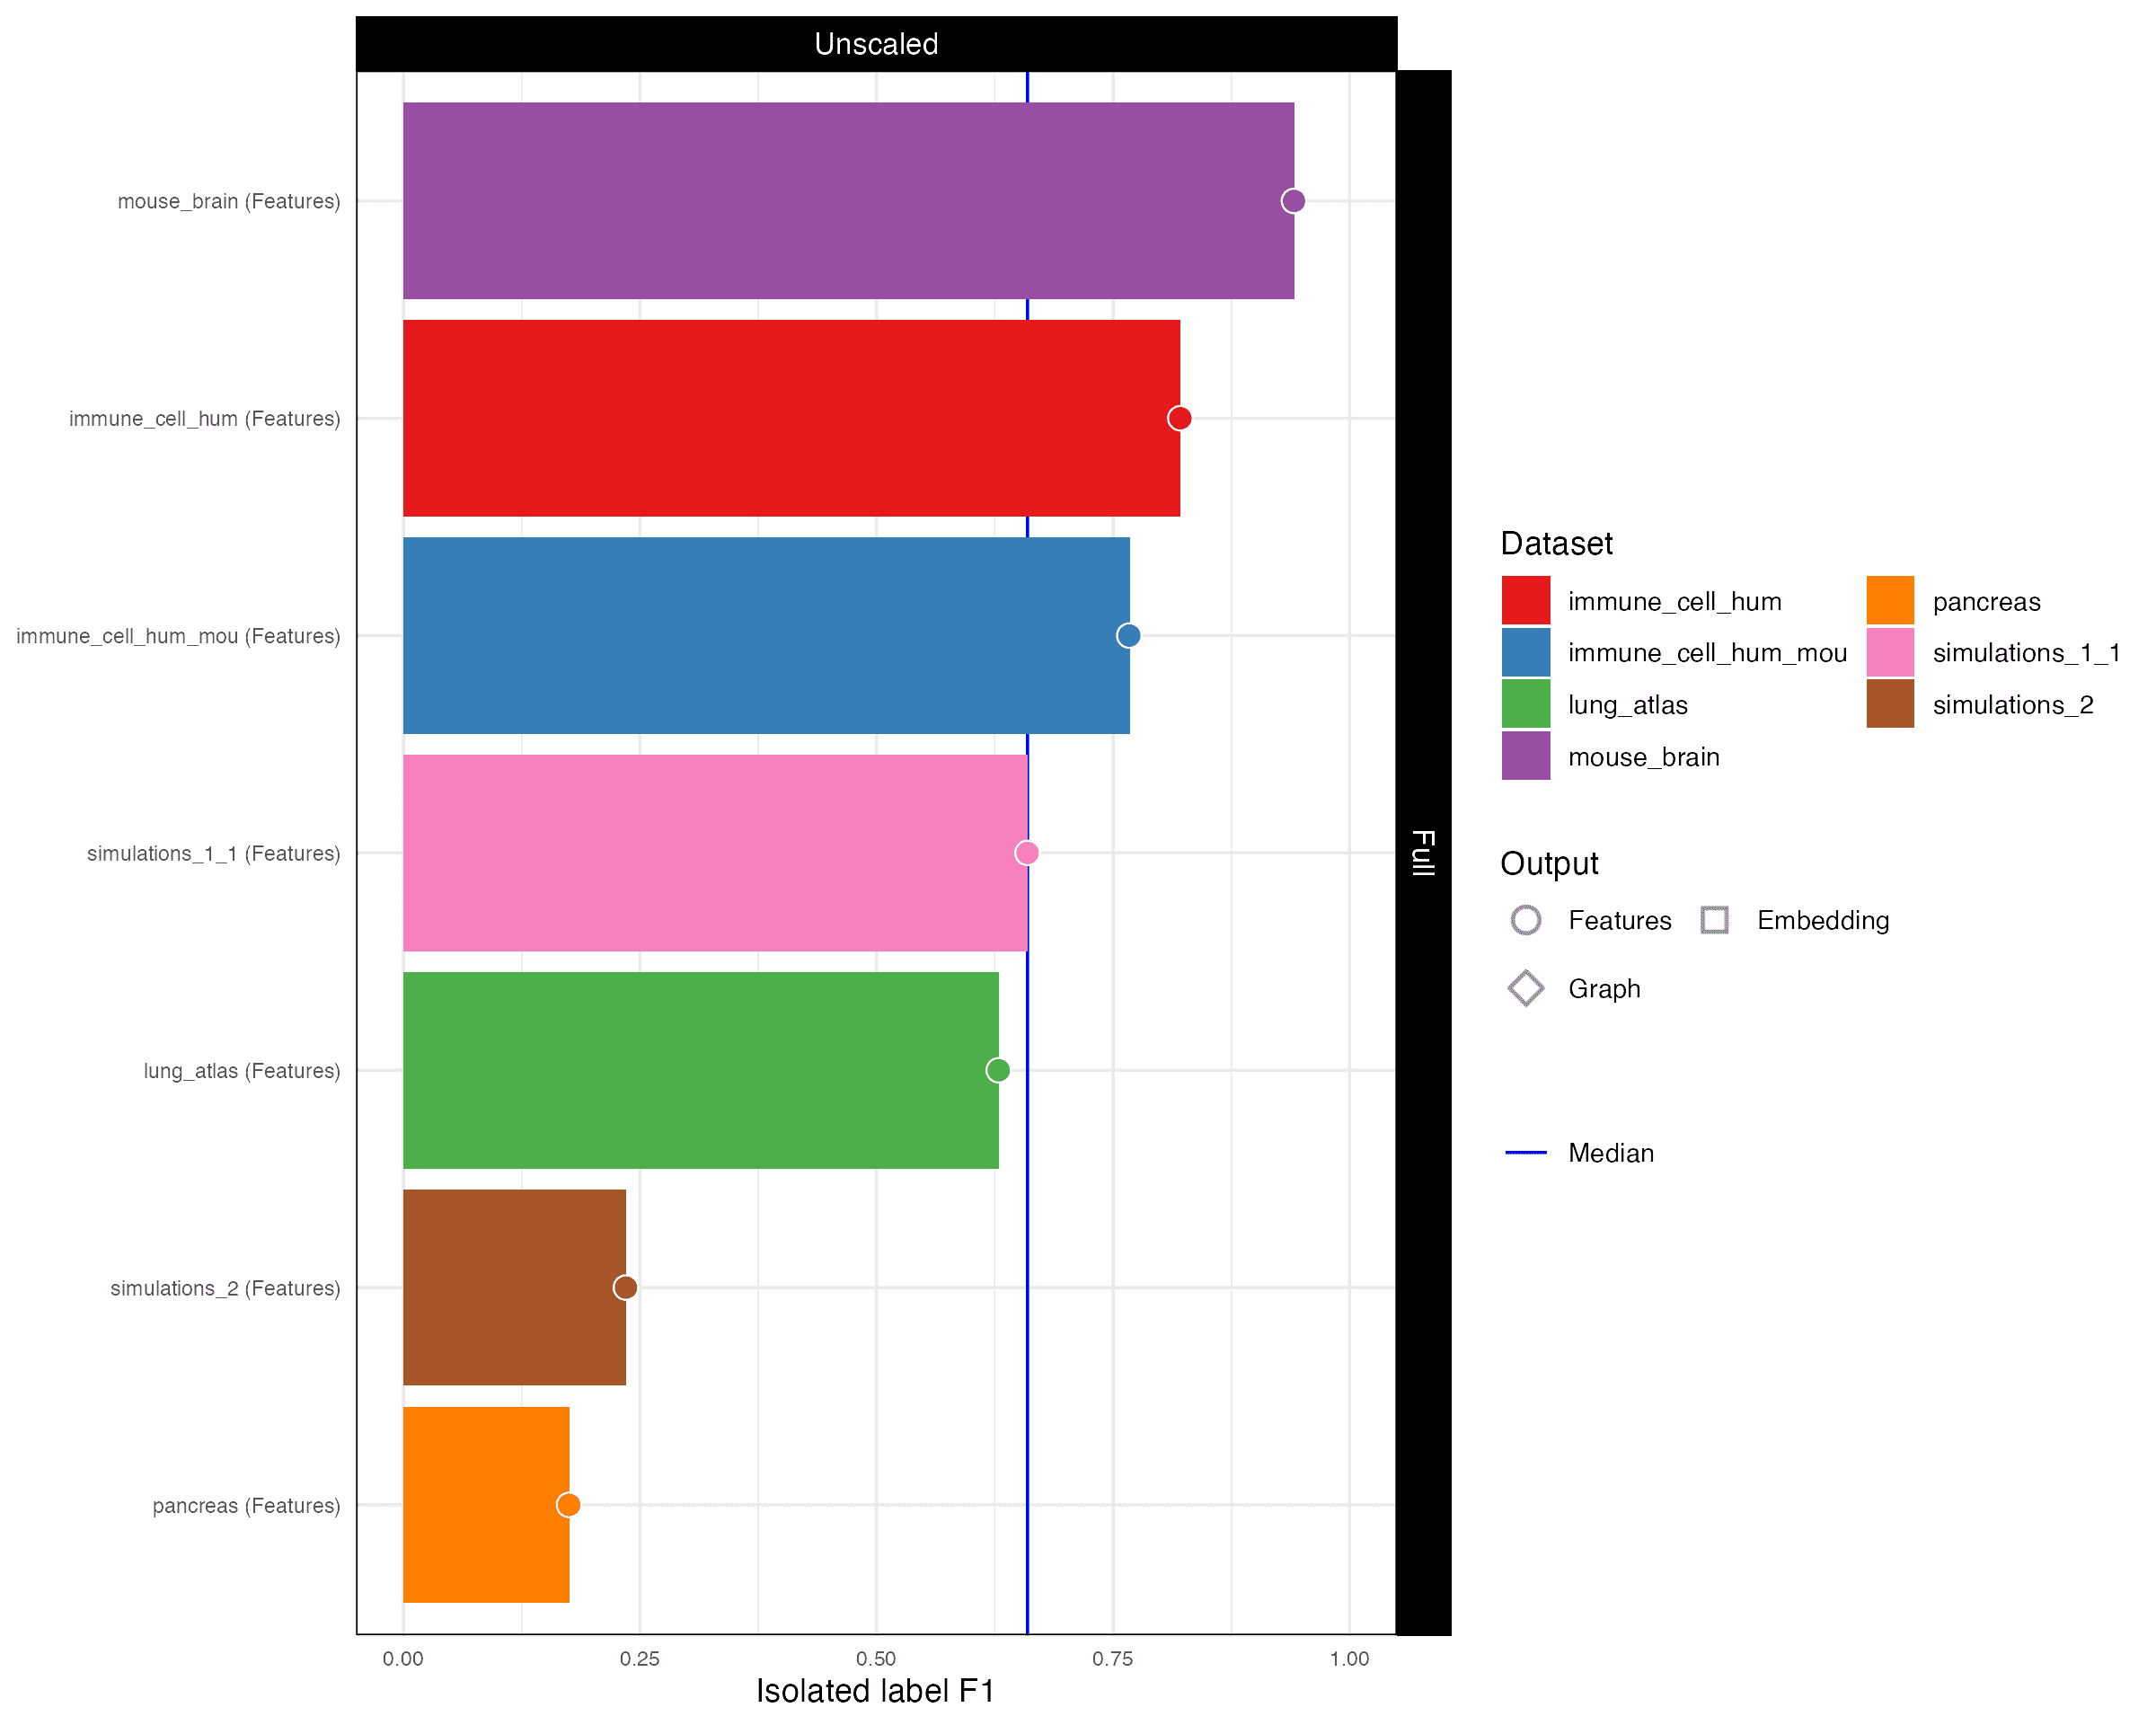 Unscaled
mouse_brain (Features)
immune_cell_hum (Features)
immune_cell_hum_mou (Features)
simulations_1_1 (Features)
lung_atlas (Features)
simulations_2 (Features)
pancreas (Features)
0.00 0.25 0.50 0.75 1.00
Isolated label F1
Full
Dataset
immune_cell_hum pancreas
immune_cell_hum_mou simulations_1_1
lung_atlas simulations_2
mouse_brain
Output
Features Embedding
Graph
Median